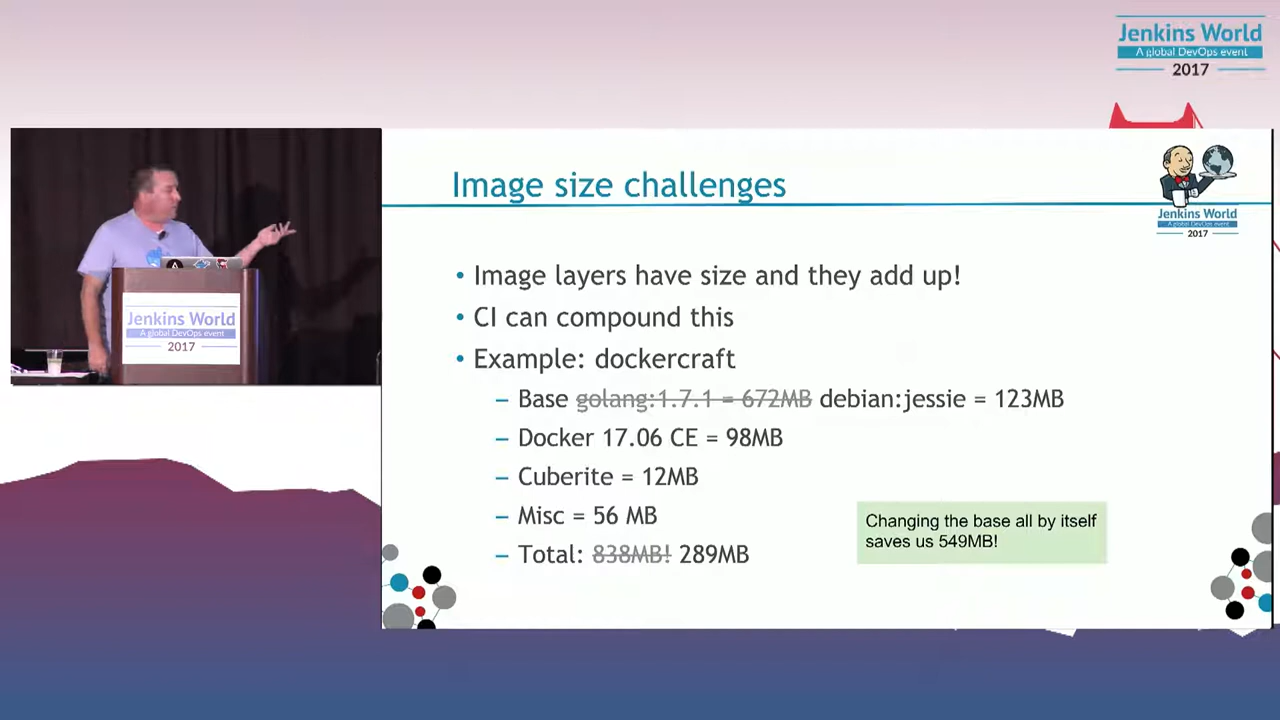 Jenkins World
A global DevOps event
2017
Image size challenges
Jenkins World
2017
• Image layers have size and they add up!
• CI can compound this
• Example: dockercraft
– Base golang:1.7.1 = 672MB debian:jessie = 123MB
– Docker 17.06 CE = 98MB
– Cuberite = 12MB
– Misc = 56 MB
– Total: 838MB! 289MB
Changing the base all by itself
saves us 549MB!
Jenkins World
A global DevOps event
2017